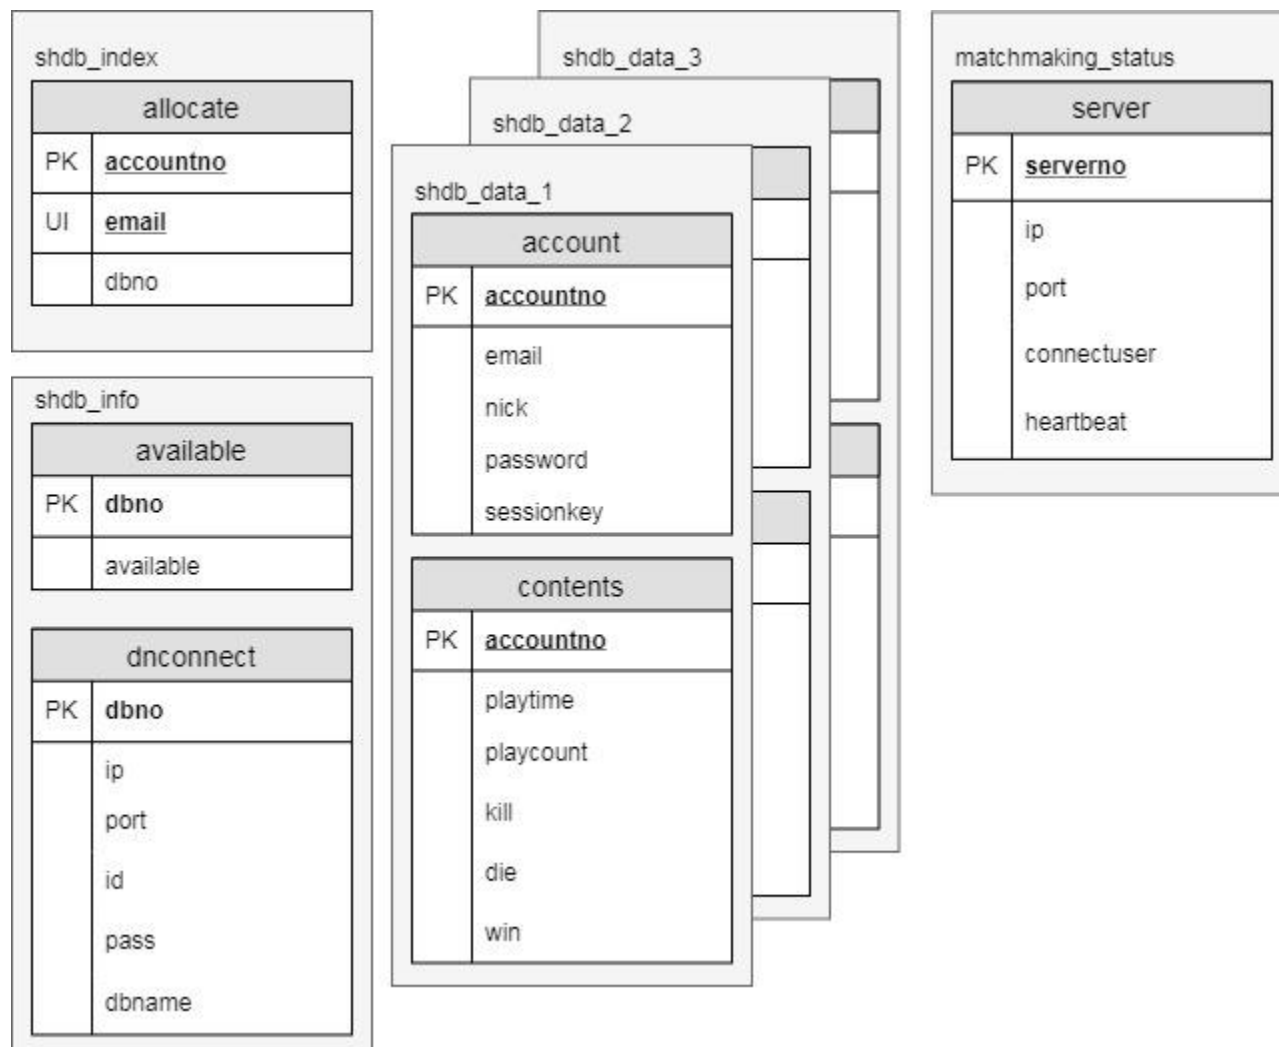 shdb_index
allocate
PK accountno
UI email
dbno
shdb_info
available
PK dbno
available
dnconnect
PK dbno
ip
port
id
pass
dbname
shdb_data_3
shdb_data_2
shdb_data_1
account
PK accountno
email
nick
password
sessionkey
contents
PK accountno
playtime
playcount
kill
die
win
matchmaking_status
server
PK serverno
ip
port
connectuser
heartbeat